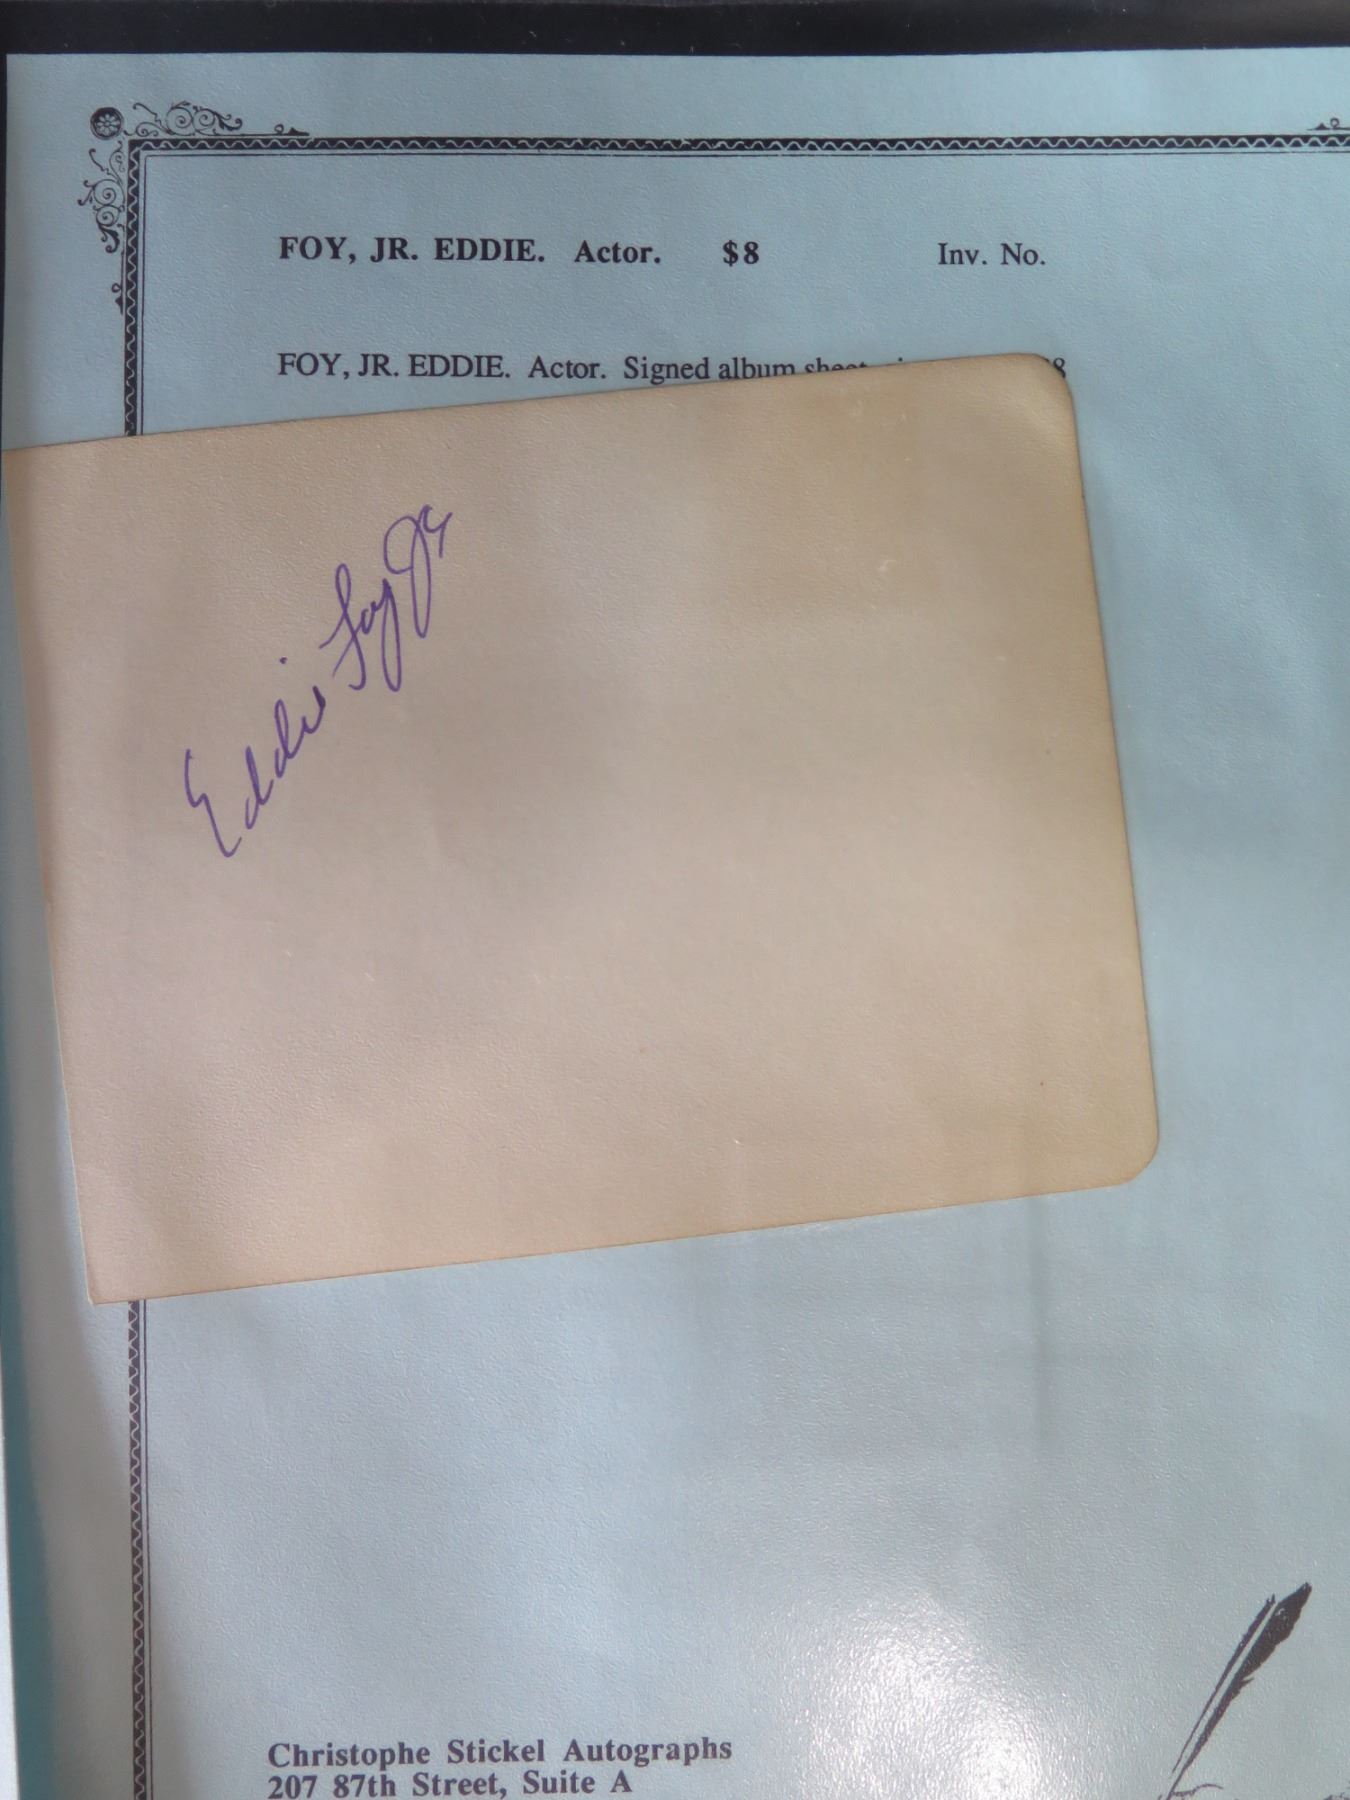 FOY, JR. EDDIE. Actor. $8 Inv. No.
FOY, JR. EDDIE. Actor. Signed album sheet
Eddie Foy Jr
Christophe Stickel Autographs
207 87th Street, Suite A